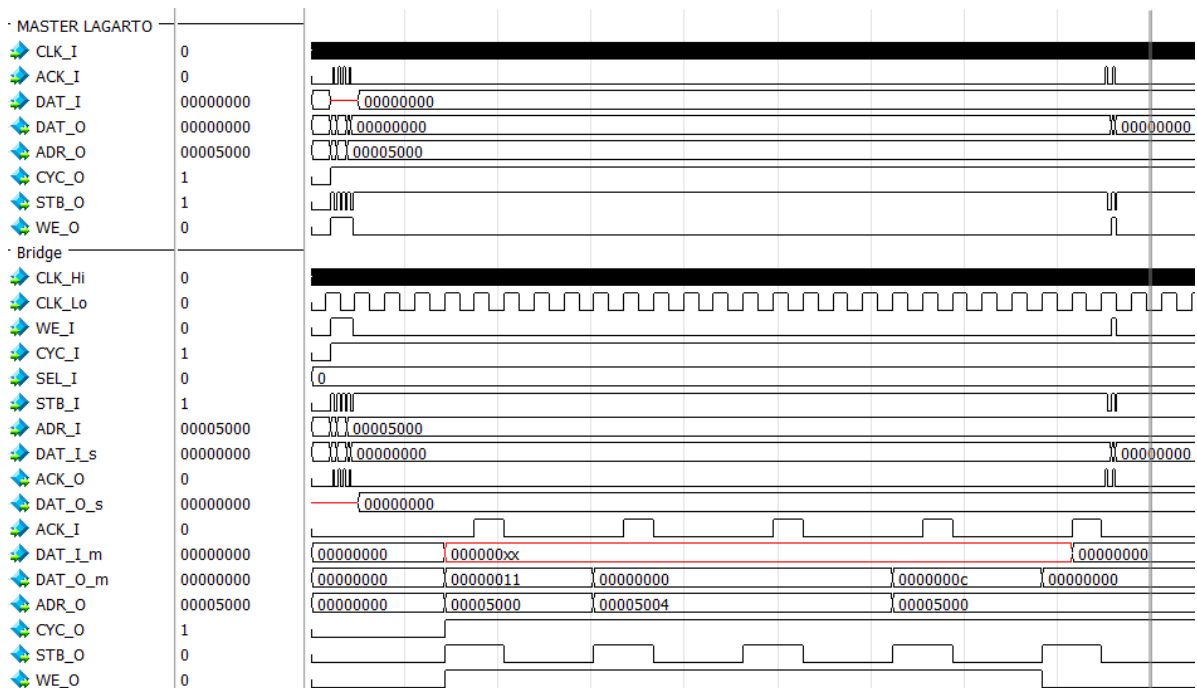 MASTER LAGARTO
CLK_I 0
ACK_I 0
DAT_I 00000000 00000000
DAT_O 00000000 00000000 00000000
ADR_O 00005000 00005000
CYC_O 1
STB_O 1
WE_O 0
Bridge
CLK_Hi 0
CLK_Lo 0
WE_I 0
CYC_I 1
SEL_I 0 0
STB_I 1
ADR_I 00005000 00005000
DAT_I_s 00000000 00000000 00000000
ACK_O 0
DAT_O_s 00000000 00000000
ACK_I 0
DAT_I_m 00000000 00000000 000000xx 00000000
DAT_O_m 00000000 00000000 00000011 00000000 0000000c 00000000
ADR_O 00005000 00000000 00005000 00005004 00005000
CYC_O 1
STB_O 0
WE_O 0